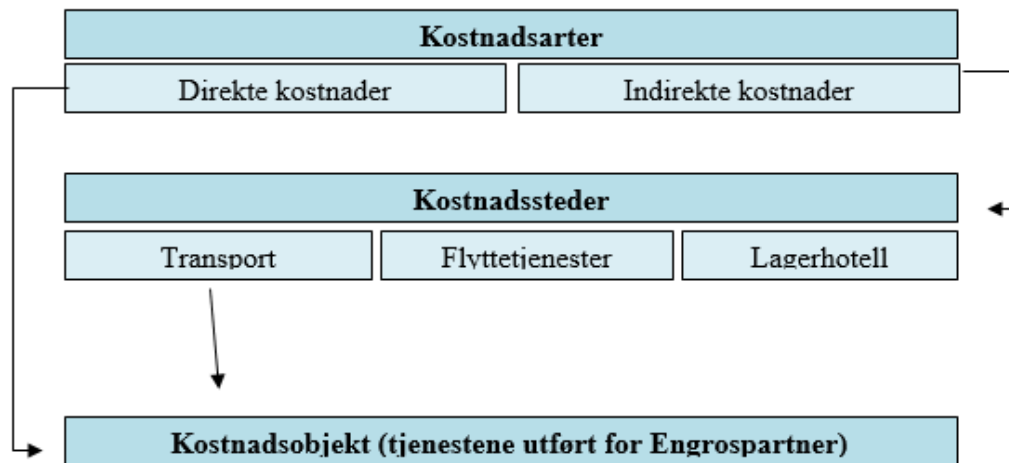 Kostnadsarter
Direkte kostnader Indirekte kostnader
Kostnadssteder
Transport Flyttetjenester Lagerhotell
Kostnadsobjekt (tjenestene utført for Engrospartner)